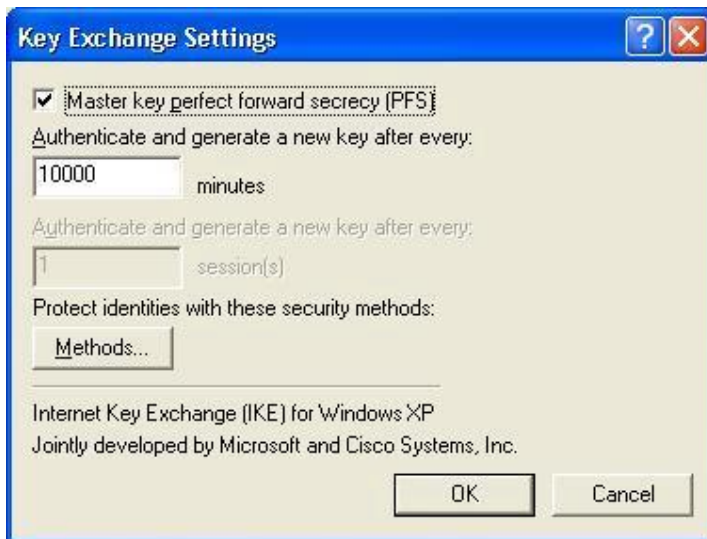 Key Exchange Settings
Master key perfect forward secrecy (PFS)
Authenticate and generate a new key after every:
10000 minutes
Authenticate and generate a new key after every:
1 session(s)
Protect identities with these security methods:
Methods...
Internet Key Exchange (IKE) for Windows XP
Jointly developed by Microsoft and Cisco Systems, Inc.
OK Cancel